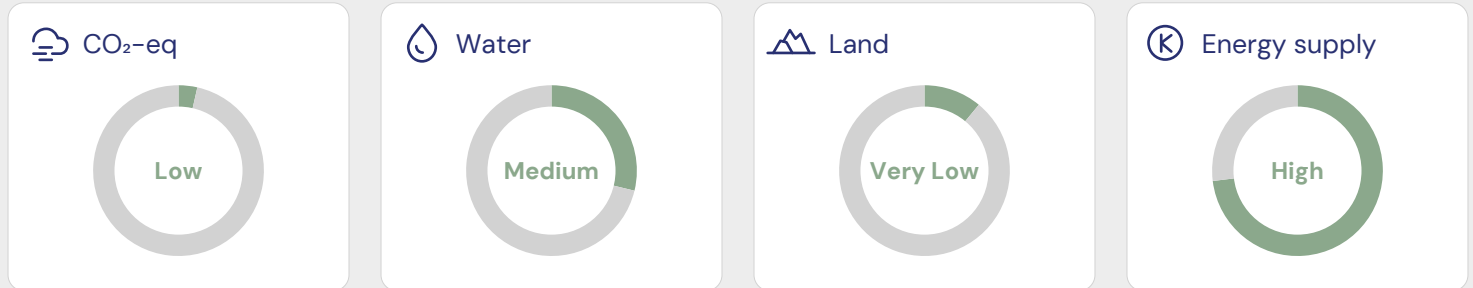 CO₂-eq
Low
Water
Medium
Land
Very Low
Energy supply
High